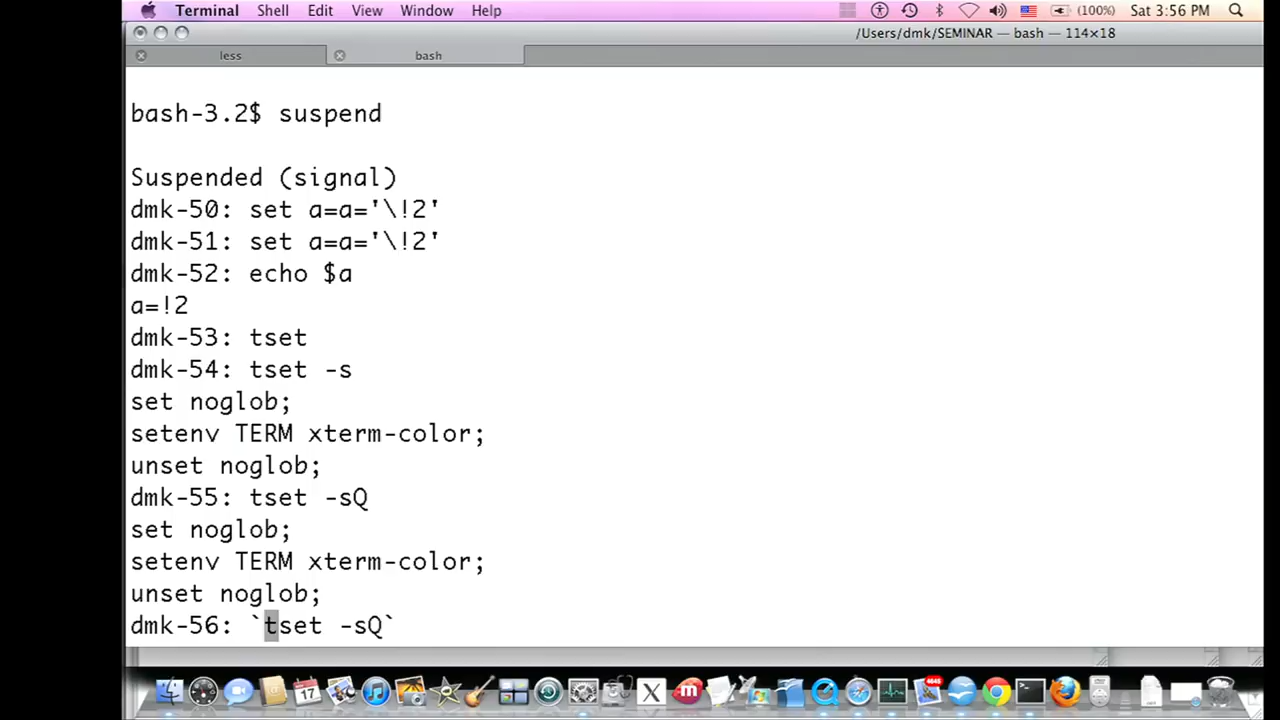 Terminal Shell Edit View Window Help (100%) Sat 3:56 PM
/Users/dmk/SEMINAR — bash — 114×18
less bash
bash-3.2$ suspend
Suspended (signal)
dmk-50: set a=a='\!2'
dmk-51: set a=a='\!2'
dmk-52: echo $a
a=!2
dmk-53: tset
dmk-54: tset -s
set noglob;
setenv TERM xterm-color;
unset noglob;
dmk-55: tset -sQ
set noglob;
setenv TERM xterm-color;
unset noglob;
dmk-56: `tset -sQ`
17